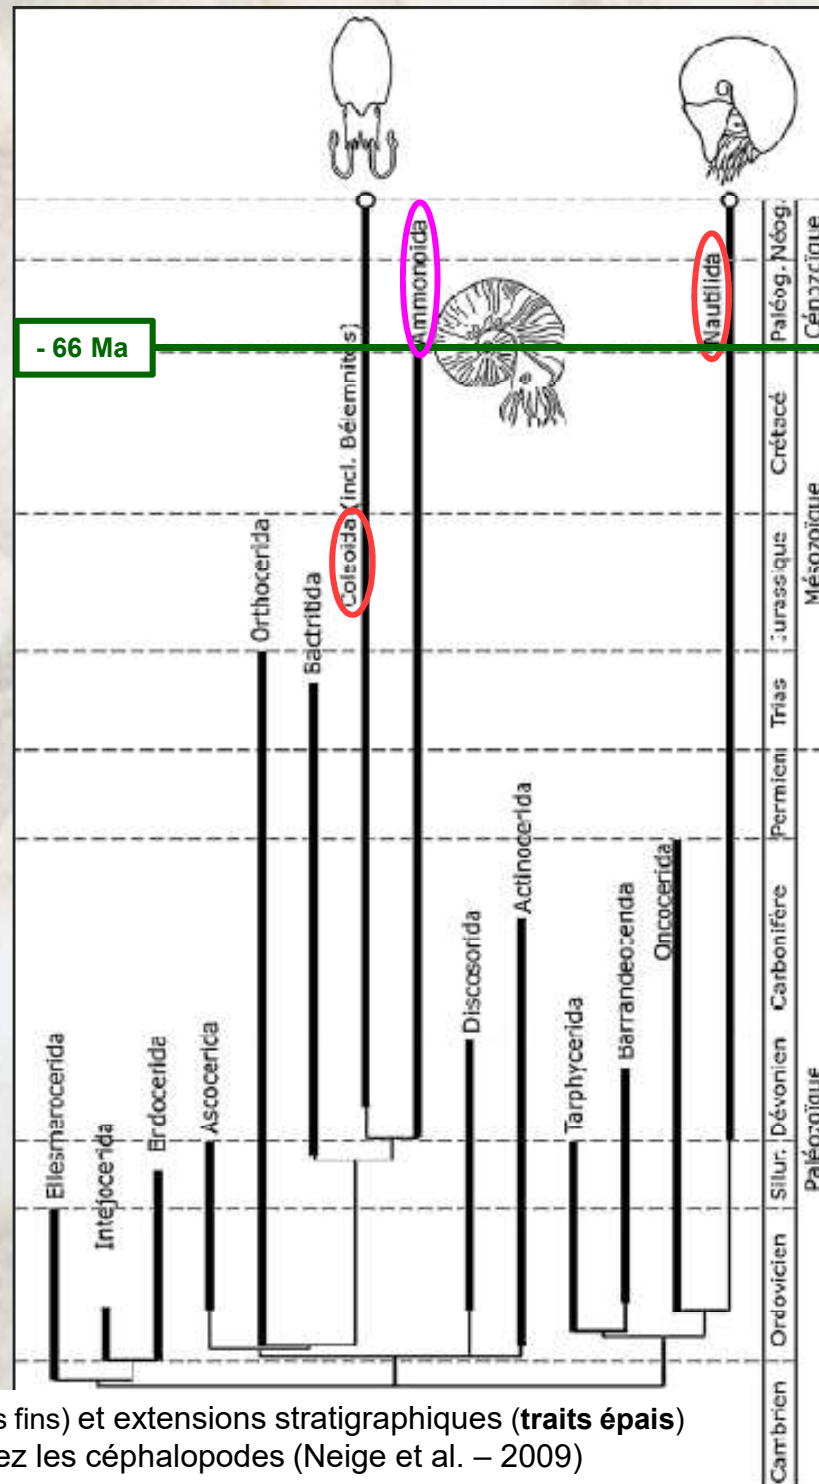 - 66 Ma
Coleoida (incl. Bélemnites)
Ammonoida
Nautilida
Orthocerida
Bactritida
Actinocerida
Oncocerida
Barrandeocerida
Discosorida
Tarphycerida
Ascocerida
Endocerida
Ellesmarocerida
Intejocerida
Néog.
Paléog.
Crétacé
Jurassique
Trias
Permien
Carbonifère
Dévonien
Silur.
Ordovicien
Cambrien
Cénozoïque
Mésozoïque
Paléozoïque
s fins) et extensions stratigraphiques (traits épais)
ez les céphalopodes (Neige et al. – 2009)